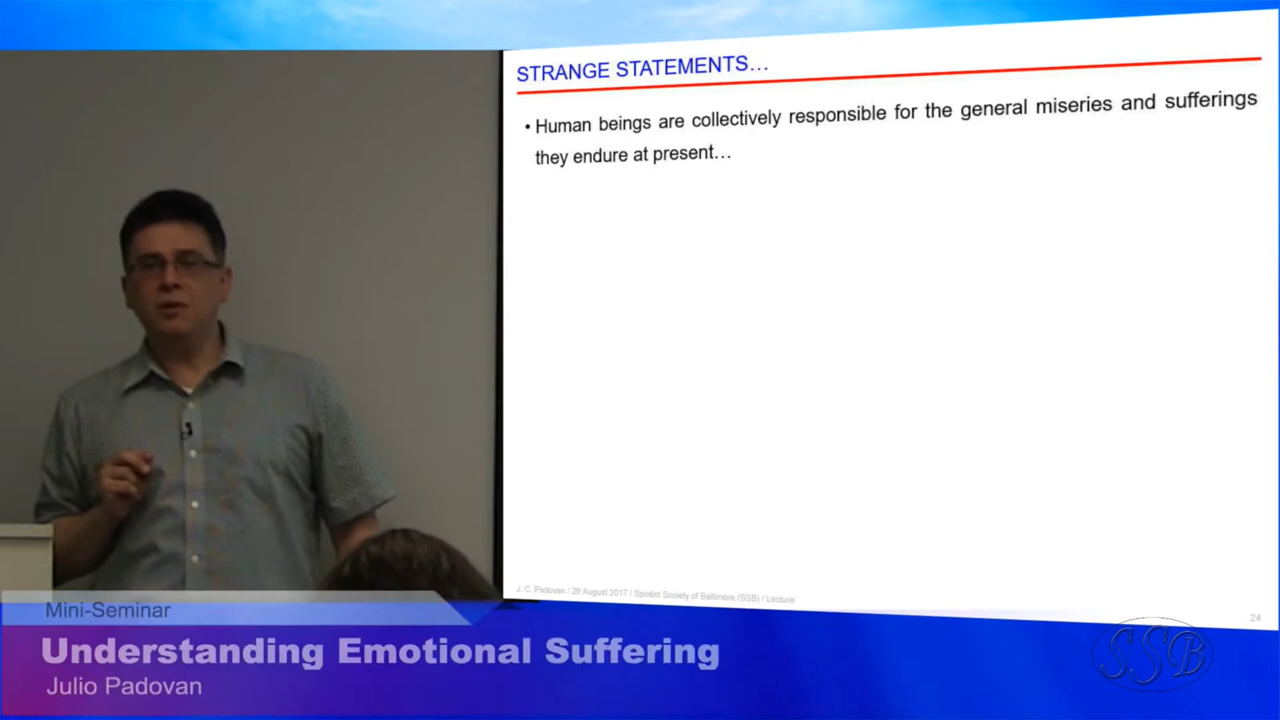 STRANGE STATEMENTS…
• Human beings are collectively responsible for the general miseries and sufferings
they endure at present…
J. C. Padovan / 26 August 2017 / Spiritist Society of Baltimore (SSB) / Lecture
24
Mini-Seminar
Understanding Emotional Suffering
Julio Padovan
SSB